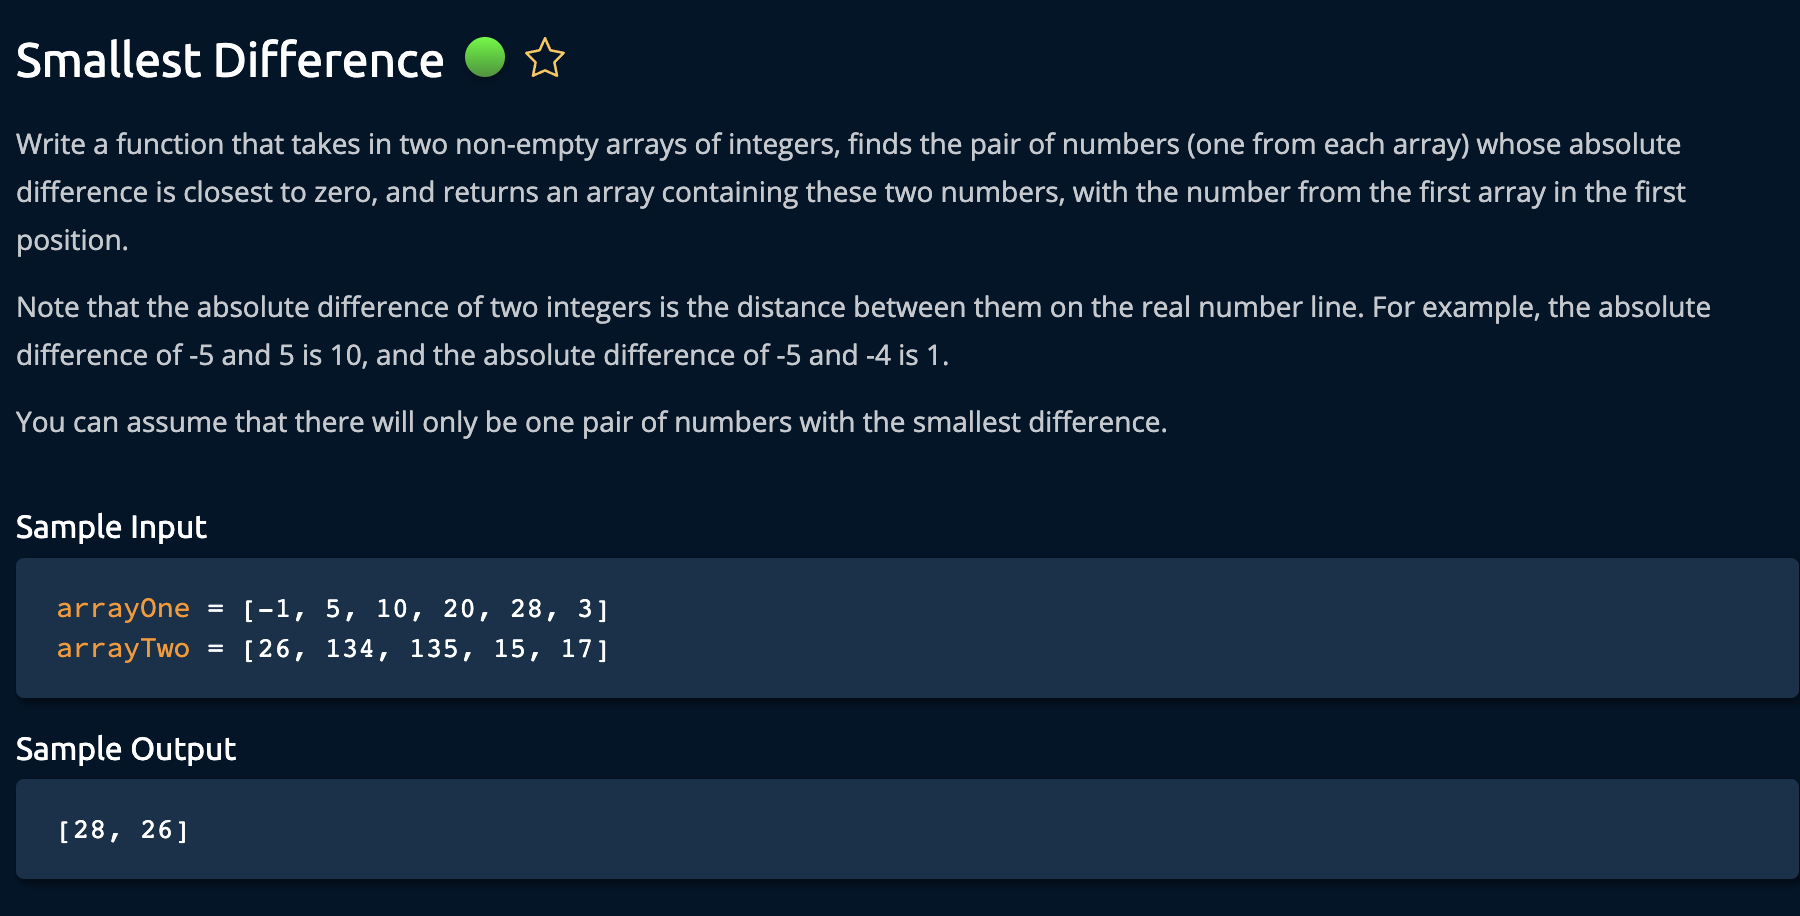 Smallest Difference
Write a function that takes in two non-empty arrays of integers, finds the pair of numbers (one from each array) whose absolute
difference is closest to zero, and returns an array containing these two numbers, with the number from the first array in the first
position.
Note that the absolute difference of two integers is the distance between them on the real number line. For example, the absolute
difference of -5 and 5 is 10, and the absolute difference of -5 and -4 is 1.
You can assume that there will only be one pair of numbers with the smallest difference.
Sample Input
arrayOne = [-1, 5, 10, 20, 28, 3]
arrayTwo = [26, 134, 135, 15, 17]
Sample Output
[28, 26]